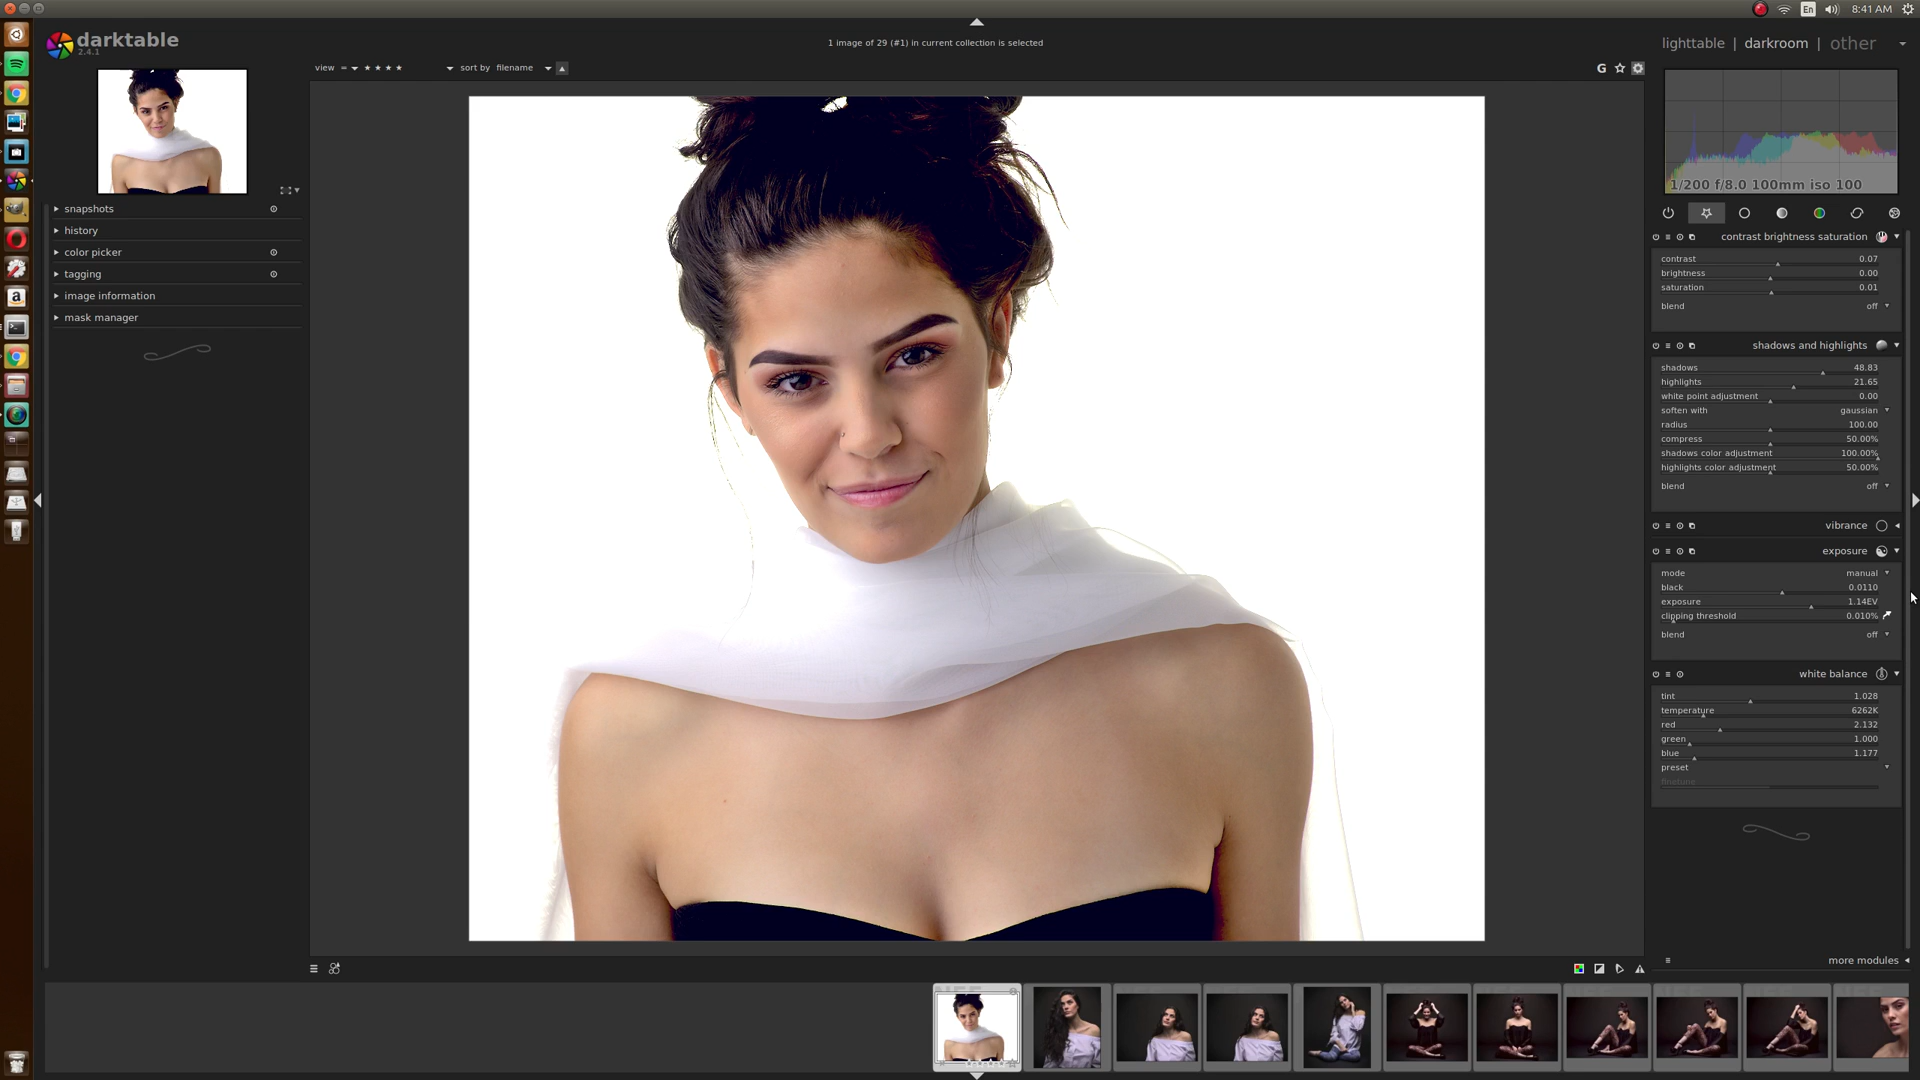 En
8:41 AM
darktable
2.4.1
1 image of 29 (#1) in current collection is selected
lighttable | darkroom | other
view = ★ ★ ★ ★ sort by filename
G
1/200 f/8.0 100mm iso 100
snapshots
history
color picker
tagging
image information
mask manager
contrast brightness saturation
contrast 0.07
brightness 0.00
saturation 0.01
blend off
shadows and highlights
shadows 48.83
highlights 21.65
white point adjustment 0.00
soften with gaussian
radius 100.00
compress 50.00%
shadows color adjustment 100.00%
highlights color adjustment 50.00%
blend off
vibrance
exposure
mode manual
black 0.0110
exposure 1.14EV
clipping threshold 0.010%
blend off
white balance
tint 1.028
temperature 6262K
red 2.132
green 1.000
blue 1.177
preset
finetune
more modules